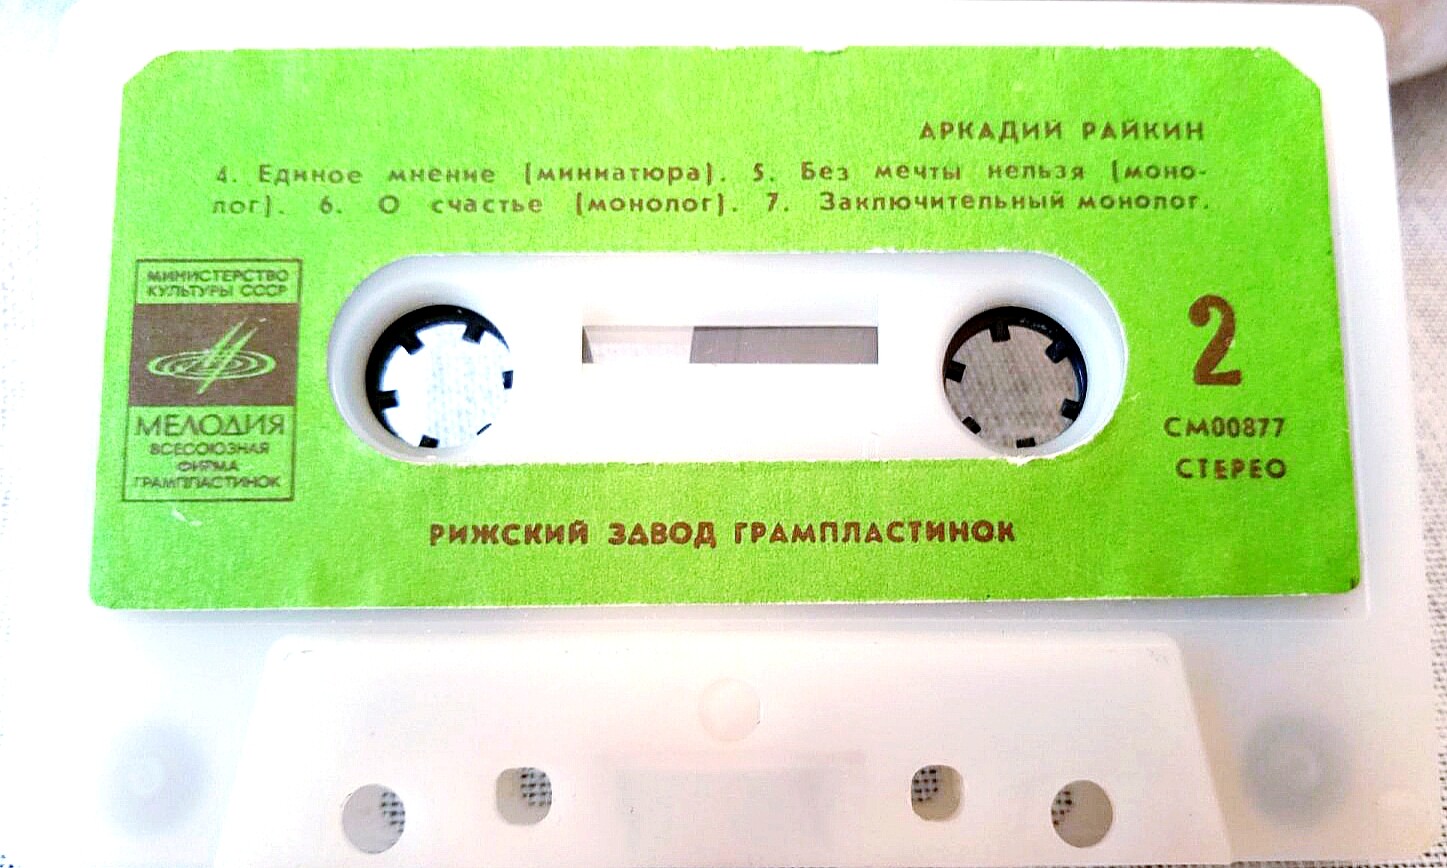 АРКАДИЙ РАЙКИН
4. Единое мнение (миниатюра). 5. Без мечты нельзя (моно-
лог). 6. О счастье (монолог). 7. Заключительный монолог.
МИНИСТЕРСТВО
КУЛЬТУРЫ СССР
МЕЛОДИЯ
ВСЕСОЮЗНАЯ
ФИРМА
ГРАМПЛАСТИНОК
2
СМ00877
СТЕРЕО
РИЖСКИЙ ЗАВОД ГРАМПЛАСТИНОК